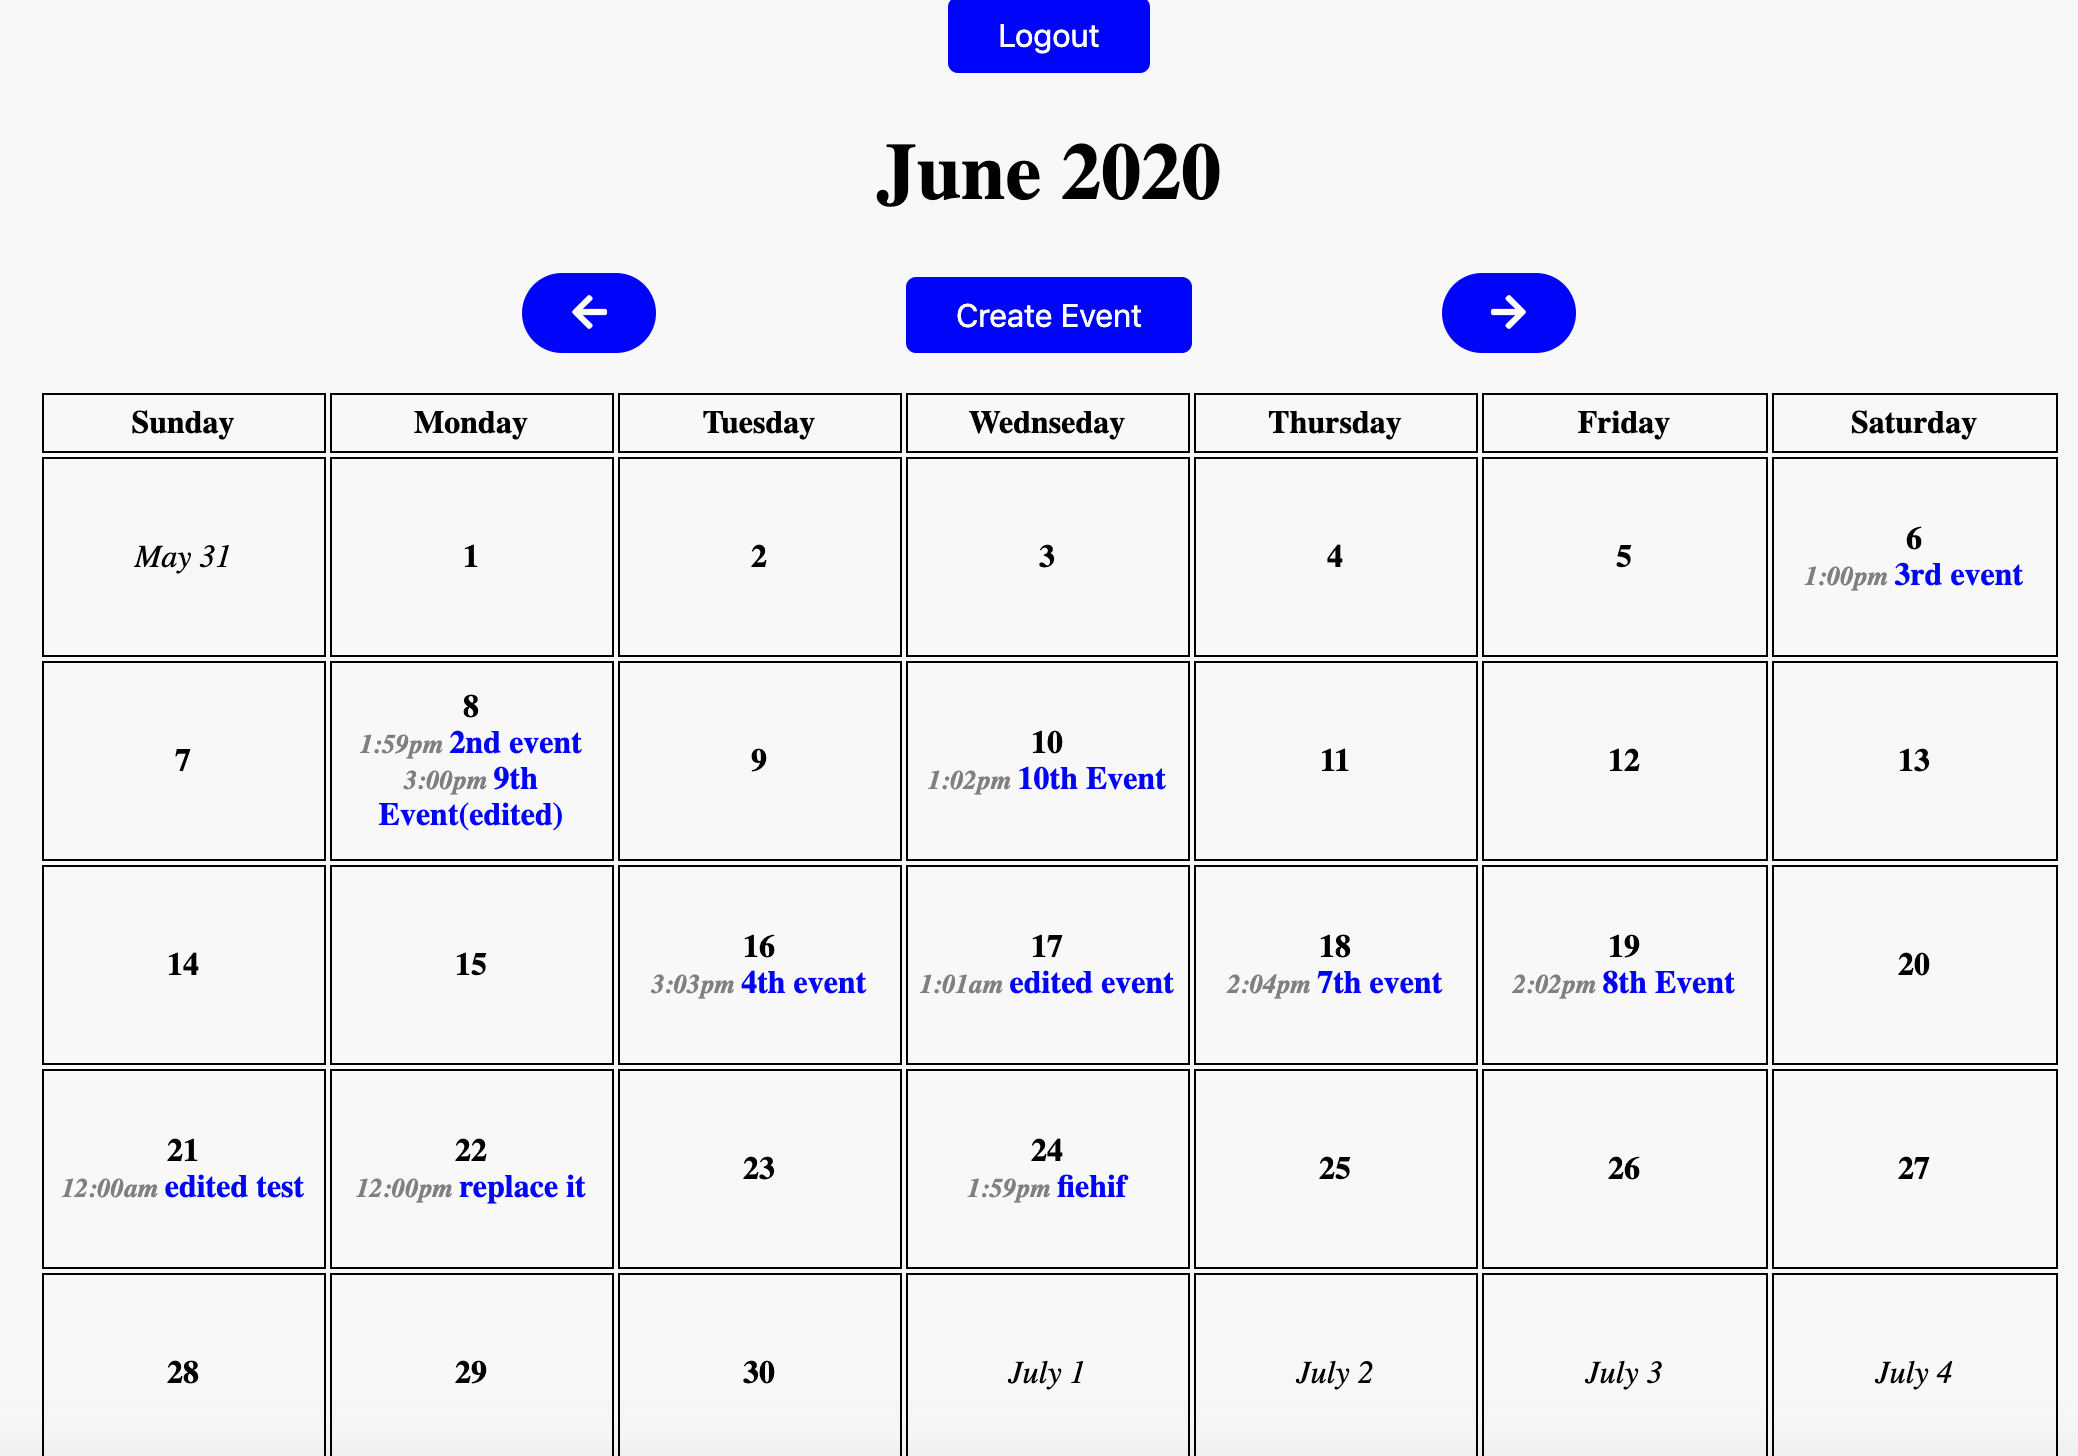 Logout
June 2020
Create Event
Sunday Monday Tuesday Wednseday Thursday Friday Saturday
May 31 1 2 3 4 5 6
1:00pm 3rd event
7
8
1:59pm 2nd event
3:00pm 9th
Event(edited)
9
10
1:02pm 10th Event
11 12 13
14 15
16
3:03pm 4th event
17
1:01am edited event
18
2:04pm 7th event
19
2:02pm 8th Event
20
21
12:00am edited test
22
12:00pm replace it
23
24
1:59pm fiehif
25 26 27
28 29 30 July 1 July 2 July 3 July 4